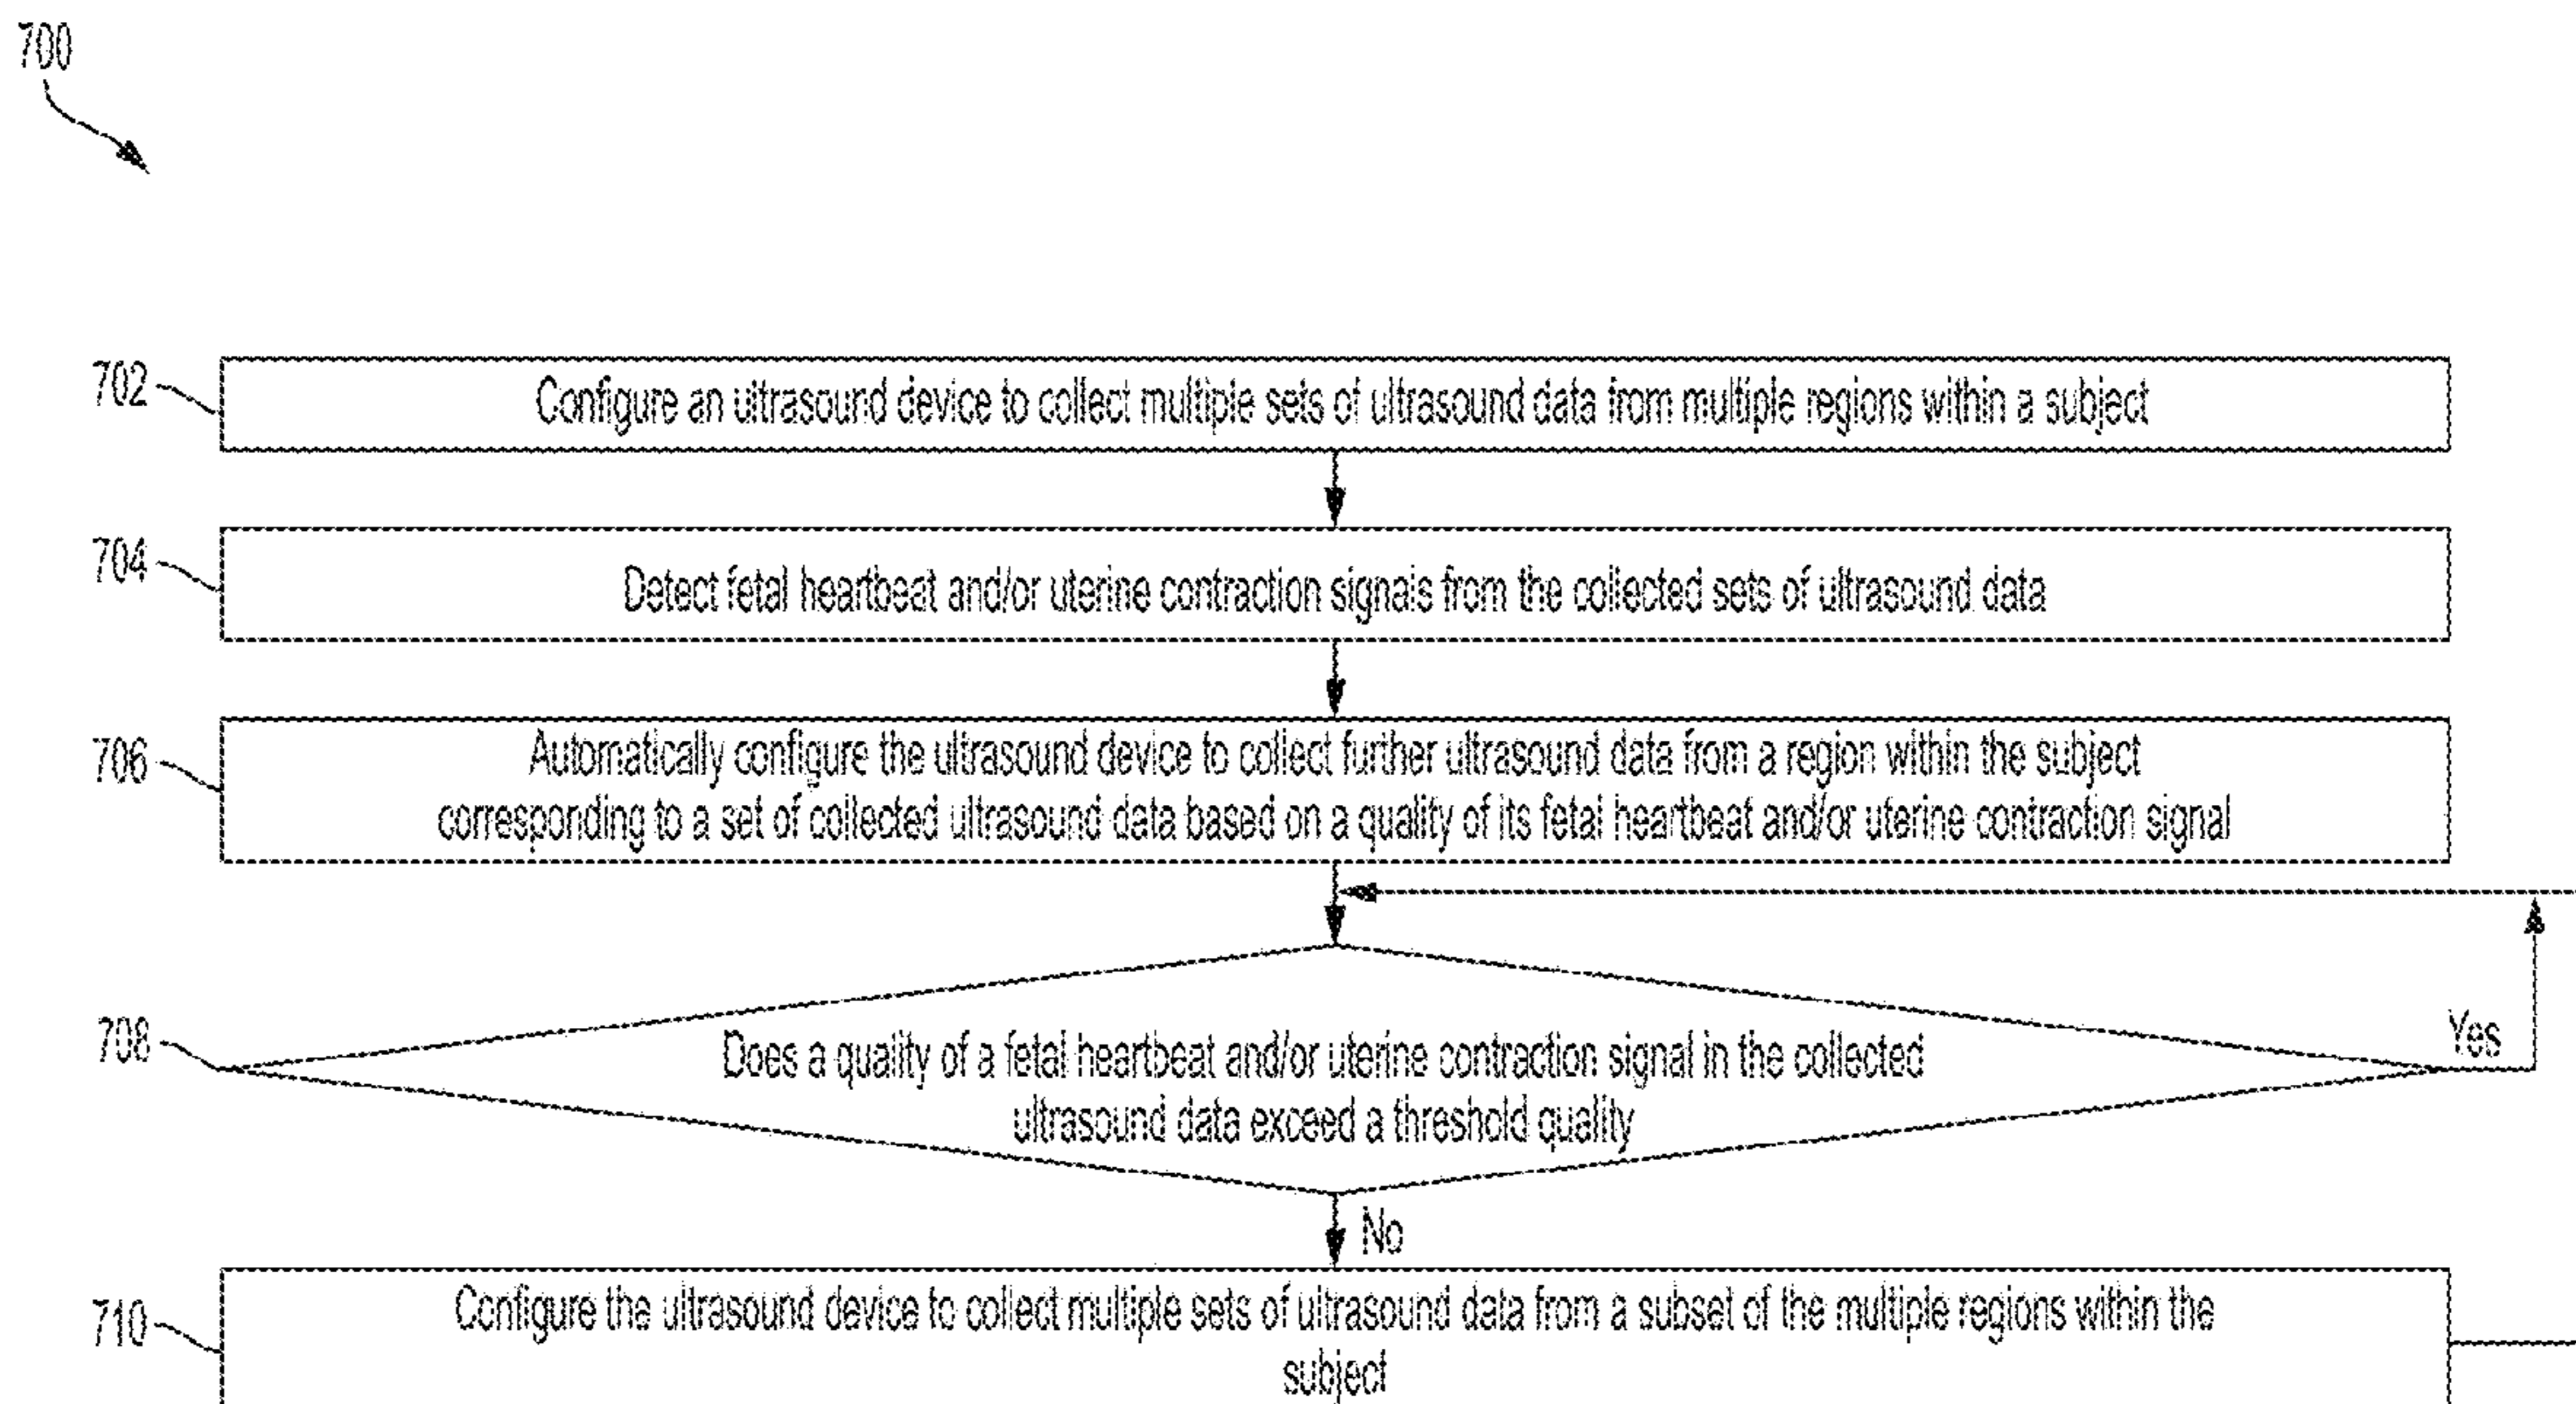 700
702
Configure an ultrasound device to collect multiple sets of ultrasound data from multiple regions within a subject
704
Detect fetal heartbeat and/or uterine contraction signals from the collected sets of ultrasound data
706
Automatically configure the ultrasound device to collect further ultrasound data from a region within the subject
corresponding to a set of collected ultrasound data based on a quality of its fetal heartbeat and/or uterine contraction signal
708
Does a quality of a fetal heartbeat and/or uterine contraction signal in the collected
ultrasound data exceed a threshold quality
Yes
No
710
Configure the ultrasound device to collect multiple sets of ultrasound data from a subset of the multiple regions within the
subject